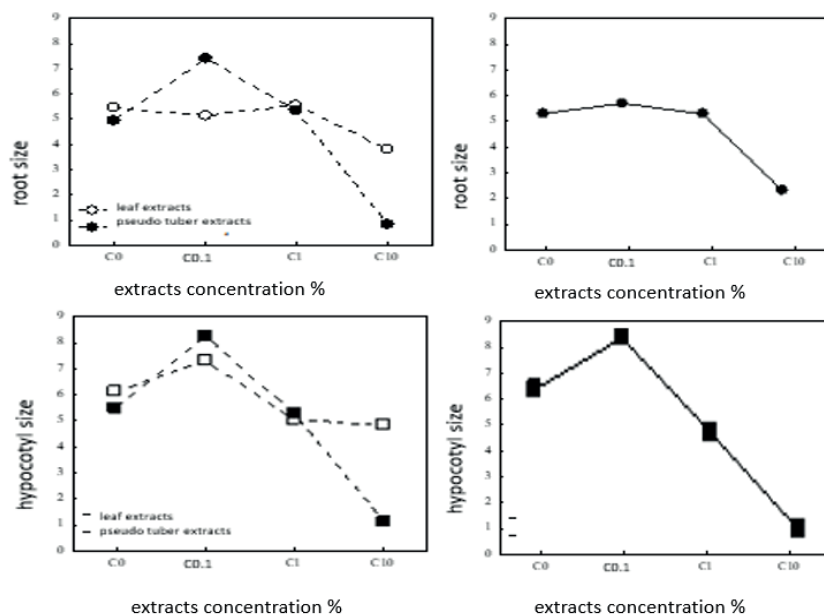 root size
9
8
7
6
5
4
3
2
1
0
leaf extracts
pseudo tuber extracts
C0
C0.1
C1
C10
extracts concentration %
root size
9
8
7
6
5
4
3
2
1
0
C0
C0.1
C1
C10
extracts concentration %
hypocotyl size
9
8
7
6
5
4
3
2
1
0
leaf extracts
pseudo tuber extracts
C0
C0.1
C1
C10
extracts concentration %
hypocotyl size
9
8
7
6
5
4
3
2
1
0
C0
C0.1
C1
C10
extracts concentration %